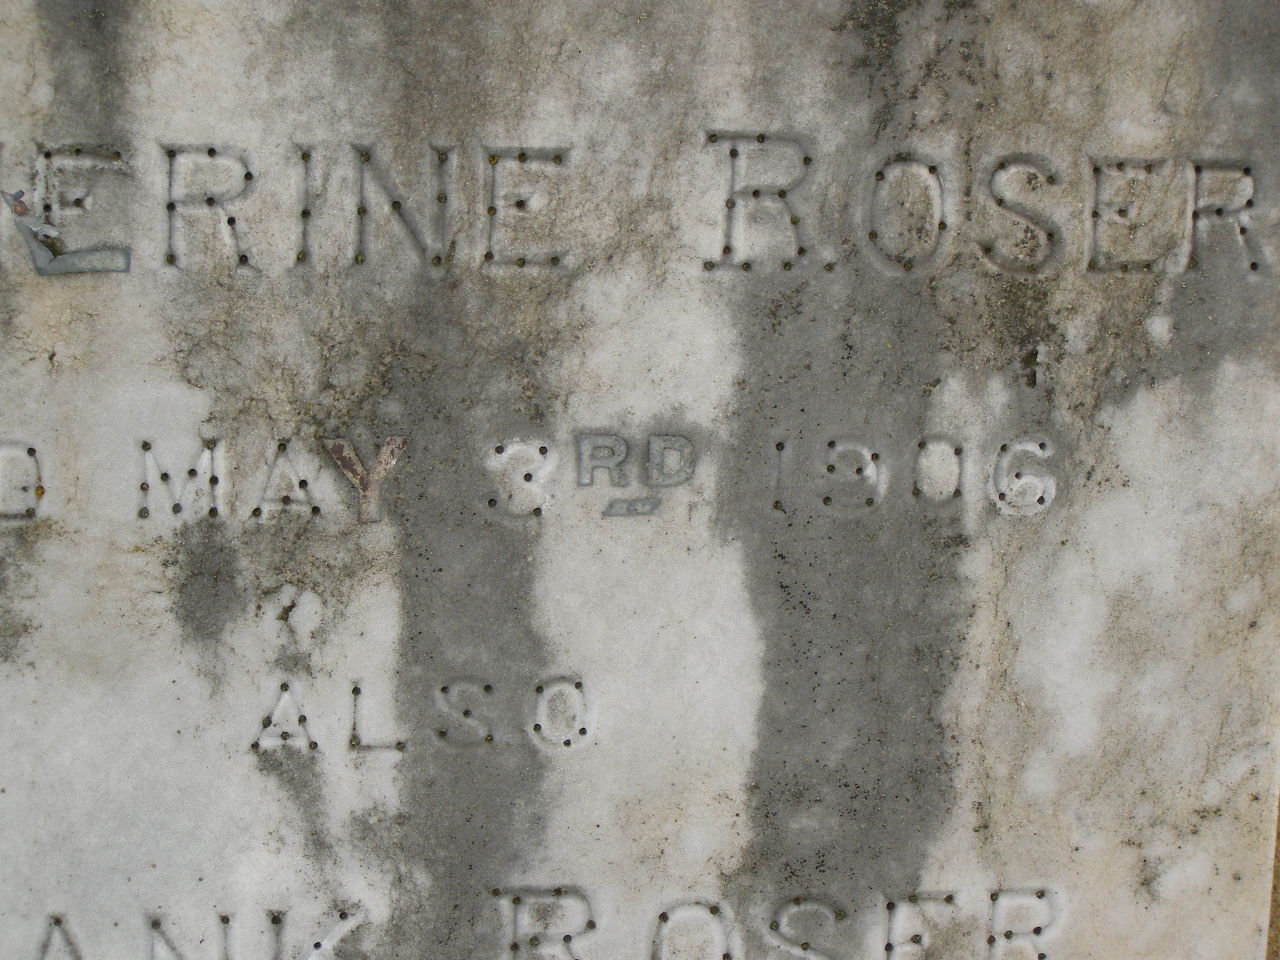 ERINE ROSER
D MAY 3RD 1906
ALSO
ANK ROSER